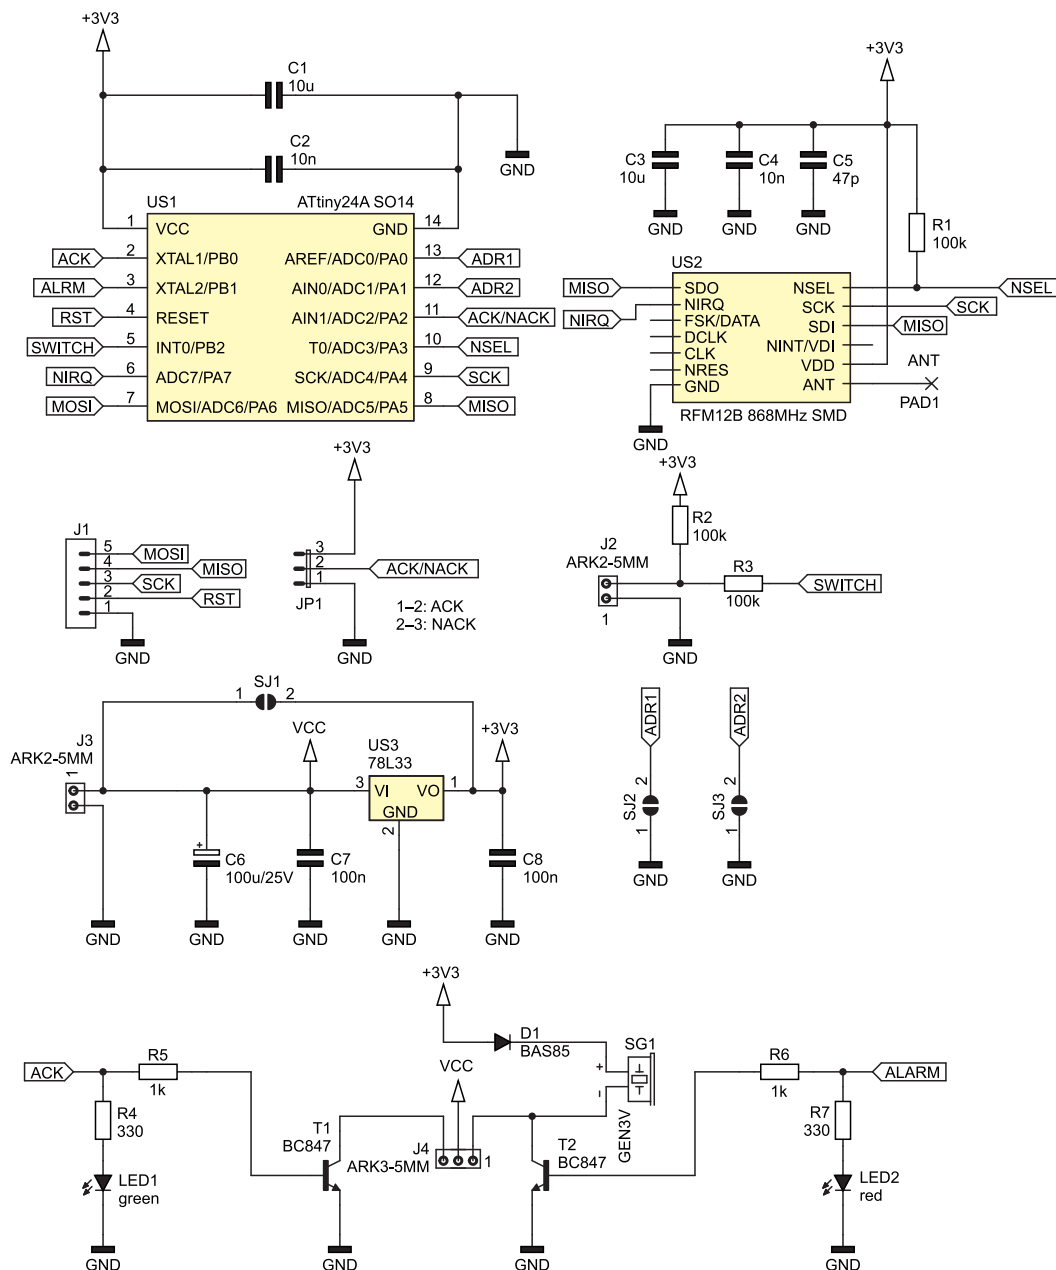 +3V3
C1
10u
C2
10n
GND
US1
ATtiny24A SO14
1 VCC
GND 14
ACK 2 XTAL1/PB0
AREF/ADC0/PA0 13 ADR1
ALRM 3 XTAL2/PB1
AIN0/ADC1/PA1 12 ADR2
RST 4 RESET
AIN1/ADC2/PA2 11 ACK/NACK
SWITCH 5 INT0/PB2
T0/ADC3/PA3 10 NSEL
NIRQ 6 ADC7/PA7
SCK/ADC4/PA4 9 SCK
MOSI 7 MOSI/ADC6/PA6
MISO/ADC5/PA5 8 MISO
+3V3
C3
10u
C4
10n
C5
47p
GND
GND
GND
R1
100k
US2
MISO SDO
NIRQ NIRQ
FSK/DATA
DCLK
CLK
NRES
GND
NSEL NSEL
SCK SCK
SDI MISO
NINT/VDI
VDD
ANT
ANT
PAD1
RFM12B 868MHz SMD
GND
J1
5 MOSI
4 MISO
3 SCK
2 RST
1
GND
+3V3
3
2 ACK/NACK
1
JP1
1–2: ACK
2–3: NACK
GND
+3V3
R2
100k
J2
ARK2-5MM
R3
100k
SWITCH
1
GND
SJ1
1 2
J3
ARK2-5MM
1
VCC
US3
78L33
3 VI
VO 1
GND
2
+3V3
C6
+
100u/25V
C7
100n
C8
100n
GND
GND
GND
GND
GND
ADR1
2
SJ2
1
GND
ADR2
2
SJ3
1
GND
+3V3
D1
BAS85
SG1
+
-
GEN3V
ACK
R5
1k
R4
330
LED1
green
GND
T1
BC847
GND
VCC
J4
ARK3-5MM
1
T2
BC847
GND
R6
1k
ALARM
R7
330
LED2
red
GND